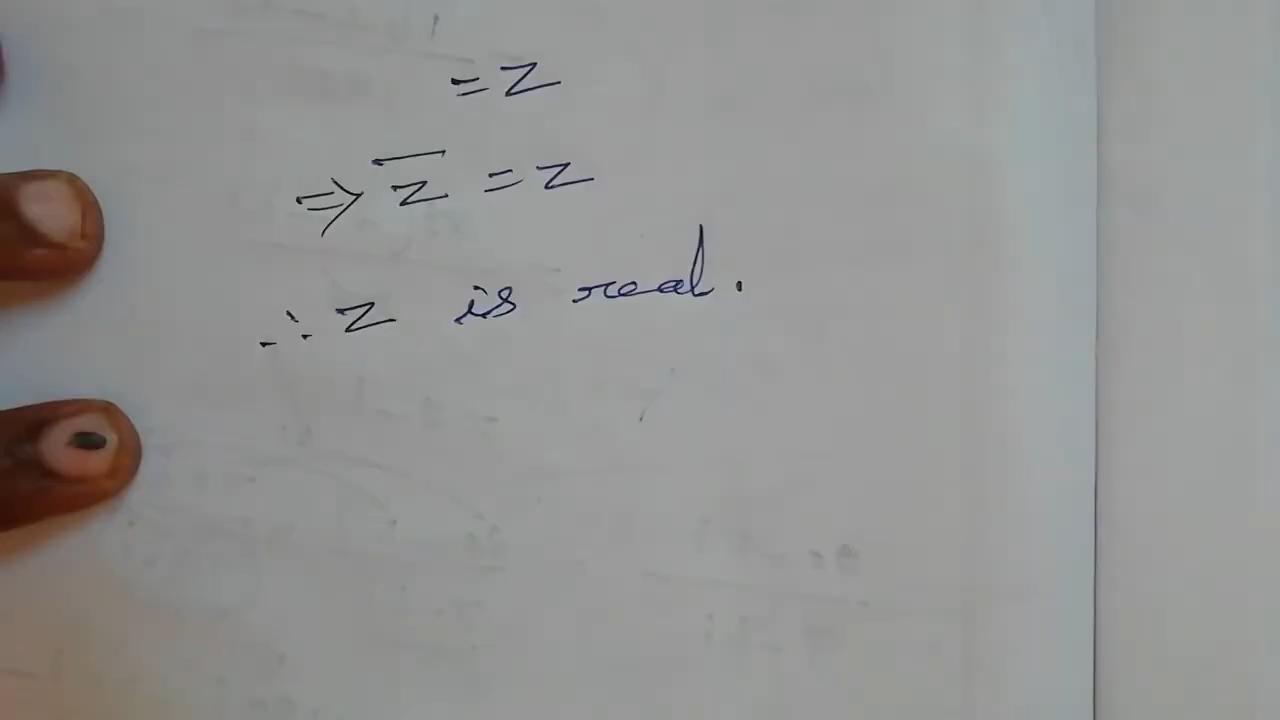 = z
⇒ z̅ = z
∴ z is real.